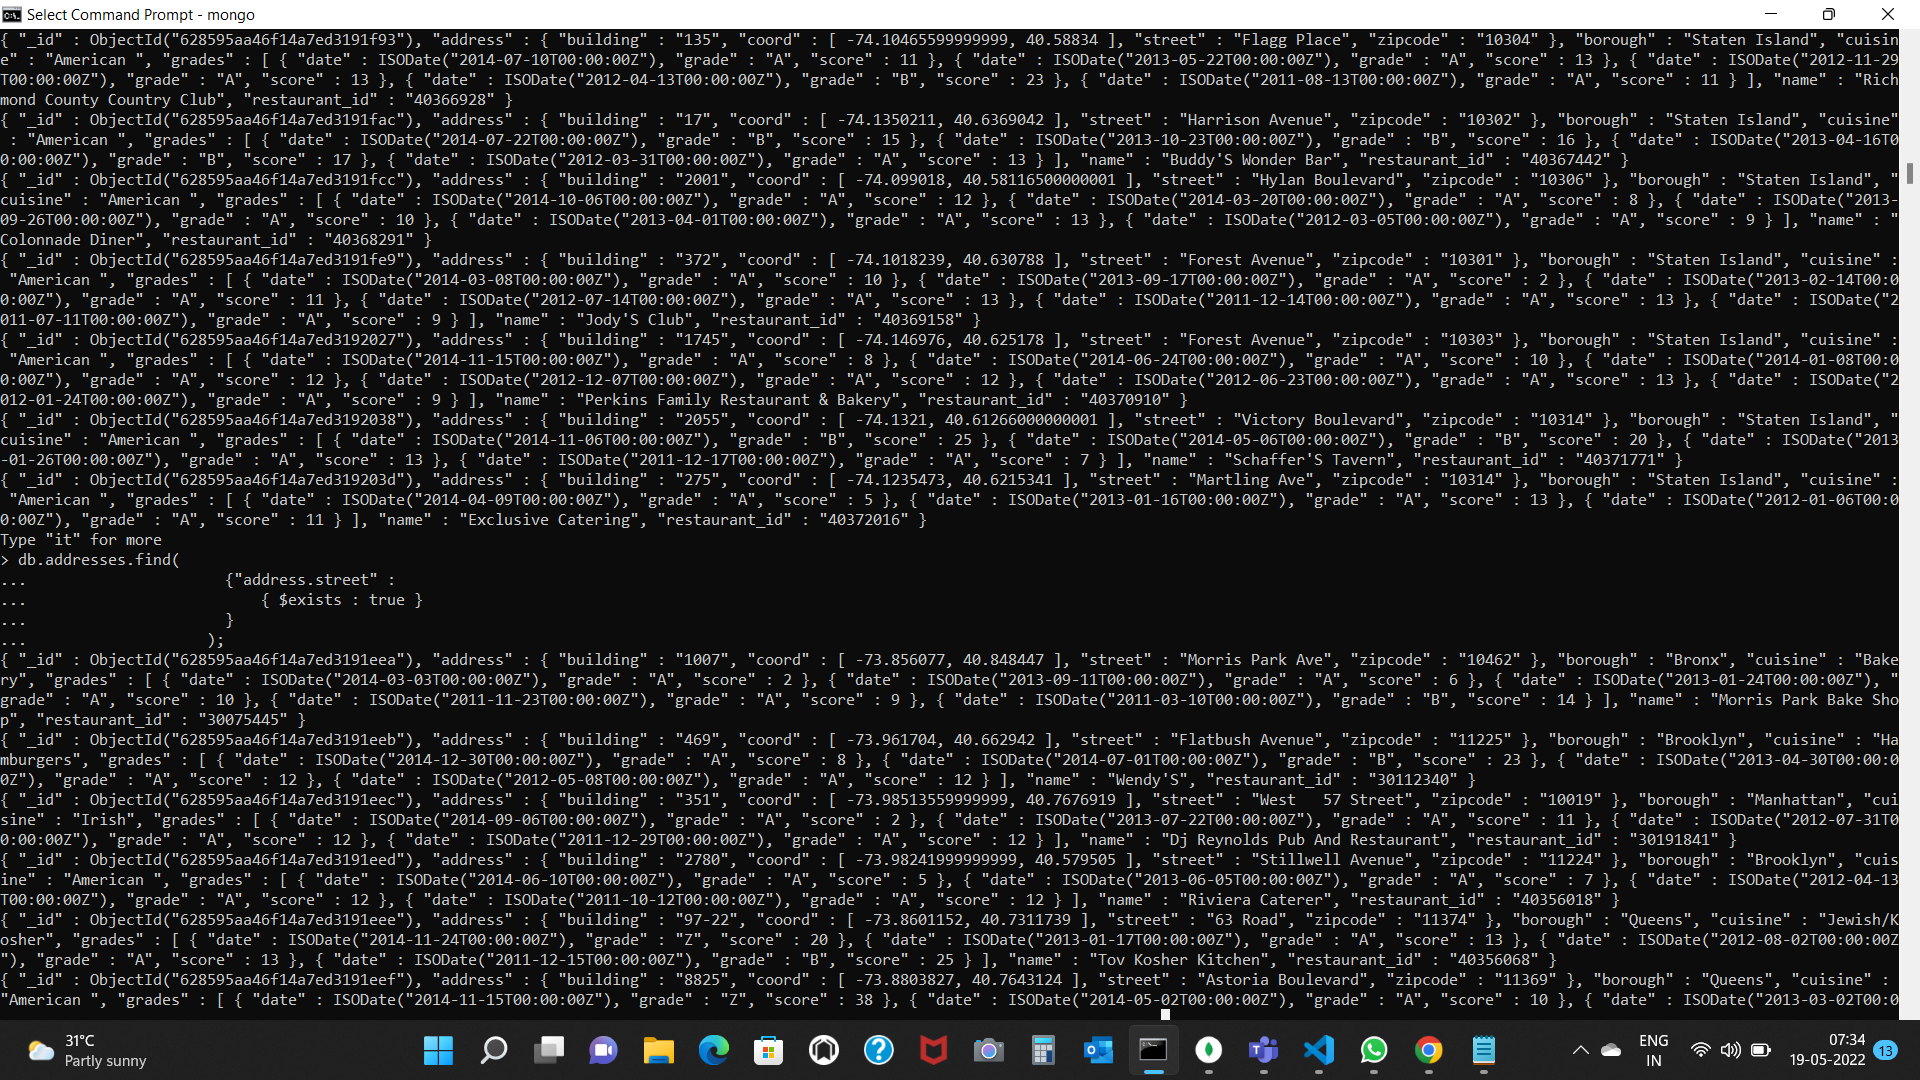 Select Command Prompt - mongo
{ "_id" : ObjectId("628595aa46f14a7ed3191f93"), "address" : { "building" : "135", "coord" : [ -74.10465599999999, 40.58834 ], "street" : "Flagg Place", "zipcode" : "10304" }, "borough" : "Staten Island", "cuisin
e" : "American ", "grades" : [ { "date" : ISODate("2014-07-10T00:00:00Z"), "grade" : "A", "score" : 11 }, { "date" : ISODate("2013-05-22T00:00:00Z"), "grade" : "A", "score" : 13 }, { "date" : ISODate("2012-11-29
T00:00:00Z"), "grade" : "A", "score" : 13 }, { "date" : ISODate("2012-04-13T00:00:00Z"), "grade" : "B", "score" : 23 }, { "date" : ISODate("2011-08-13T00:00:00Z"), "grade" : "A", "score" : 11 } ], "name" : "Rich
mond County Country Club", "restaurant_id" : "40366928" }
{ "_id" : ObjectId("628595aa46f14a7ed3191fac"), "address" : { "building" : "17", "coord" : [ -74.1350211, 40.6369042 ], "street" : "Harrison Avenue", "zipcode" : "10302" }, "borough" : "Staten Island", "cuisine"
 : "American ", "grades" : [ { "date" : ISODate("2014-07-22T00:00:00Z"), "grade" : "B", "score" : 15 }, { "date" : ISODate("2013-10-23T00:00:00Z"), "grade" : "B", "score" : 16 }, { "date" : ISODate("2013-04-16T0
0:00:00Z"), "grade" : "B", "score" : 17 }, { "date" : ISODate("2012-03-31T00:00:00Z"), "grade" : "A", "score" : 13 } ], "name" : "Buddy'S Wonder Bar", "restaurant_id" : "40367442" }
{ "_id" : ObjectId("628595aa46f14a7ed3191fcc"), "address" : { "building" : "2001", "coord" : [ -74.099018, 40.58116500000001 ], "street" : "Hylan Boulevard", "zipcode" : "10306" }, "borough" : "Staten Island", "
cuisine" : "American ", "grades" : [ { "date" : ISODate("2014-10-06T00:00:00Z"), "grade" : "A", "score" : 12 }, { "date" : ISODate("2014-03-20T00:00:00Z"), "grade" : "A", "score" : 8 }, { "date" : ISODate("2013-
09-26T00:00:00Z"), "grade" : "A", "score" : 10 }, { "date" : ISODate("2013-04-01T00:00:00Z"), "grade" : "A", "score" : 13 }, { "date" : ISODate("2012-03-05T00:00:00Z"), "grade" : "A", "score" : 9 } ], "name" : "
Colonnade Diner", "restaurant_id" : "40368291" }
{ "_id" : ObjectId("628595aa46f14a7ed3191fe9"), "address" : { "building" : "372", "coord" : [ -74.1018239, 40.630788 ], "street" : "Forest Avenue", "zipcode" : "10301" }, "borough" : "Staten Island", "cuisine" :
 "American ", "grades" : [ { "date" : ISODate("2014-03-08T00:00:00Z"), "grade" : "A", "score" : 10 }, { "date" : ISODate("2013-09-17T00:00:00Z"), "grade" : "A", "score" : 2 }, { "date" : ISODate("2013-02-14T00:0
0:00Z"), "grade" : "A", "score" : 11 }, { "date" : ISODate("2012-07-14T00:00:00Z"), "grade" : "A", "score" : 13 }, { "date" : ISODate("2011-12-14T00:00:00Z"), "grade" : "A", "score" : 13 }, { "date" : ISODate("2
011-07-11T00:00:00Z"), "grade" : "A", "score" : 9 } ], "name" : "Jody'S Club", "restaurant_id" : "40369158" }
{ "_id" : ObjectId("628595aa46f14a7ed3192027"), "address" : { "building" : "1745", "coord" : [ -74.146976, 40.625178 ], "street" : "Forest Avenue", "zipcode" : "10303" }, "borough" : "Staten Island", "cuisine" :
 "American ", "grades" : [ { "date" : ISODate("2014-11-15T00:00:00Z"), "grade" : "A", "score" : 8 }, { "date" : ISODate("2014-06-24T00:00:00Z"), "grade" : "A", "score" : 10 }, { "date" : ISODate("2014-01-08T00:0
0:00Z"), "grade" : "A", "score" : 12 }, { "date" : ISODate("2012-12-07T00:00:00Z"), "grade" : "A", "score" : 12 }, { "date" : ISODate("2012-06-23T00:00:00Z"), "grade" : "A", "score" : 13 }, { "date" : ISODate("2
012-01-24T00:00:00Z"), "grade" : "A", "score" : 9 } ], "name" : "Perkins Family Restaurant & Bakery", "restaurant_id" : "40370910" }
{ "_id" : ObjectId("628595aa46f14a7ed3192038"), "address" : { "building" : "2055", "coord" : [ -74.1321, 40.61266000000001 ], "street" : "Victory Boulevard", "zipcode" : "10314" }, "borough" : "Staten Island", "
cuisine" : "American ", "grades" : [ { "date" : ISODate("2014-11-06T00:00:00Z"), "grade" : "B", "score" : 25 }, { "date" : ISODate("2014-05-06T00:00:00Z"), "grade" : "B", "score" : 20 }, { "date" : ISODate("2013
-01-26T00:00:00Z"), "grade" : "A", "score" : 13 }, { "date" : ISODate("2011-12-17T00:00:00Z"), "grade" : "A", "score" : 7 } ], "name" : "Schaffer'S Tavern", "restaurant_id" : "40371771" }
{ "_id" : ObjectId("628595aa46f14a7ed319203d"), "address" : { "building" : "275", "coord" : [ -74.1235473, 40.6215341 ], "street" : "Martling Ave", "zipcode" : "10314" }, "borough" : "Staten Island", "cuisine" :
 "American ", "grades" : [ { "date" : ISODate("2014-04-09T00:00:00Z"), "grade" : "A", "score" : 5 }, { "date" : ISODate("2013-01-16T00:00:00Z"), "grade" : "A", "score" : 13 }, { "date" : ISODate("2012-01-06T00:0
0:00Z"), "grade" : "A", "score" : 11 } ], "name" : "Exclusive Catering", "restaurant_id" : "40372016" }
Type "it" for more
> db.addresses.find(
...                      {"address.street" :
...                          { $exists : true }
...                      }
...                    );
{ "_id" : ObjectId("628595aa46f14a7ed3191eea"), "address" : { "building" : "1007", "coord" : [ -73.856077, 40.848447 ], "street" : "Morris Park Ave", "zipcode" : "10462" }, "borough" : "Bronx", "cuisine" : "Bake
ry", "grades" : [ { "date" : ISODate("2014-03-03T00:00:00Z"), "grade" : "A", "score" : 2 }, { "date" : ISODate("2013-09-11T00:00:00Z"), "grade" : "A", "score" : 6 }, { "date" : ISODate("2013-01-24T00:00:00Z"), "
grade" : "A", "score" : 10 }, { "date" : ISODate("2011-11-23T00:00:00Z"), "grade" : "A", "score" : 9 }, { "date" : ISODate("2011-03-10T00:00:00Z"), "grade" : "B", "score" : 14 } ], "name" : "Morris Park Bake Sho
p", "restaurant_id" : "30075445" }
{ "_id" : ObjectId("628595aa46f14a7ed3191eeb"), "address" : { "building" : "469", "coord" : [ -73.961704, 40.662942 ], "street" : "Flatbush Avenue", "zipcode" : "11225" }, "borough" : "Brooklyn", "cuisine" : "Ha
mburgers", "grades" : [ { "date" : ISODate("2014-12-30T00:00:00Z"), "grade" : "A", "score" : 8 }, { "date" : ISODate("2014-07-01T00:00:00Z"), "grade" : "B", "score" : 23 }, { "date" : ISODate("2013-04-30T00:00:0
0Z"), "grade" : "A", "score" : 12 }, { "date" : ISODate("2012-05-08T00:00:00Z"), "grade" : "A", "score" : 12 } ], "name" : "Wendy'S", "restaurant_id" : "30112340" }
{ "_id" : ObjectId("628595aa46f14a7ed3191eec"), "address" : { "building" : "351", "coord" : [ -73.98513559999999, 40.7676919 ], "street" : "West   57 Street", "zipcode" : "10019" }, "borough" : "Manhattan", "cui
sine" : "Irish", "grades" : [ { "date" : ISODate("2014-09-06T00:00:00Z"), "grade" : "A", "score" : 2 }, { "date" : ISODate("2013-07-22T00:00:00Z"), "grade" : "A", "score" : 11 }, { "date" : ISODate("2012-07-31T0
0:00:00Z"), "grade" : "A", "score" : 12 }, { "date" : ISODate("2011-12-29T00:00:00Z"), "grade" : "A", "score" : 12 } ], "name" : "Dj Reynolds Pub And Restaurant", "restaurant_id" : "30191841" }
{ "_id" : ObjectId("628595aa46f14a7ed3191eed"), "address" : { "building" : "2780", "coord" : [ -73.98241999999999, 40.579505 ], "street" : "Stillwell Avenue", "zipcode" : "11224" }, "borough" : "Brooklyn", "cuis
ine" : "American ", "grades" : [ { "date" : ISODate("2014-06-10T00:00:00Z"), "grade" : "A", "score" : 5 }, { "date" : ISODate("2013-06-05T00:00:00Z"), "grade" : "A", "score" : 7 }, { "date" : ISODate("2012-04-13
T00:00:00Z"), "grade" : "A", "score" : 12 }, { "date" : ISODate("2011-10-12T00:00:00Z"), "grade" : "A", "score" : 12 } ], "name" : "Riviera Caterer", "restaurant_id" : "40356018" }
{ "_id" : ObjectId("628595aa46f14a7ed3191eee"), "address" : { "building" : "97-22", "coord" : [ -73.8601152, 40.7311739 ], "street" : "63 Road", "zipcode" : "11374" }, "borough" : "Queens", "cuisine" : "Jewish/K
osher", "grades" : [ { "date" : ISODate("2014-11-24T00:00:00Z"), "grade" : "Z", "score" : 20 }, { "date" : ISODate("2013-01-17T00:00:00Z"), "grade" : "A", "score" : 13 }, { "date" : ISODate("2012-08-02T00:00:00Z
"), "grade" : "A", "score" : 13 }, { "date" : ISODate("2011-12-15T00:00:00Z"), "grade" : "B", "score" : 25 } ], "name" : "Tov Kosher Kitchen", "restaurant_id" : "40356068" }
{ "_id" : ObjectId("628595aa46f14a7ed3191eef"), "address" : { "building" : "8825", "coord" : [ -73.8803827, 40.7643124 ], "street" : "Astoria Boulevard", "zipcode" : "11369" }, "borough" : "Queens", "cuisine" :
"American ", "grades" : [ { "date" : ISODate("2014-11-15T00:00:00Z"), "grade" : "Z", "score" : 38 }, { "date" : ISODate("2014-05-02T00:00:00Z"), "grade" : "A", "score" : 10 }, { "date" : ISODate("2013-03-02T00:0
31°C
Partly sunny
ENG
IN
07:34
19-05-2022
13